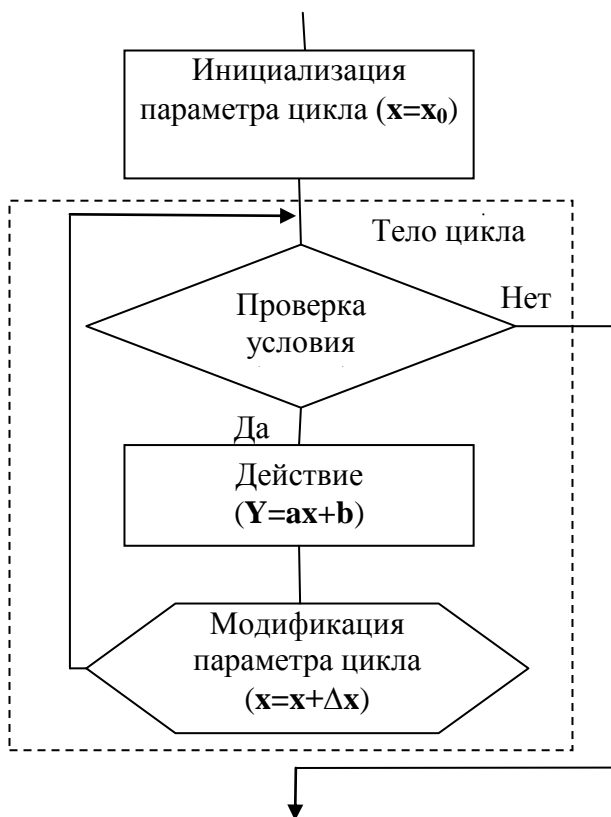 Инициализация
параметра цикла (x=x₀)
Тело цикла
Проверка
условия
Нет
Да
Действие
(Y=ax+b)
Модификация
параметра цикла
(x=x+Δx)